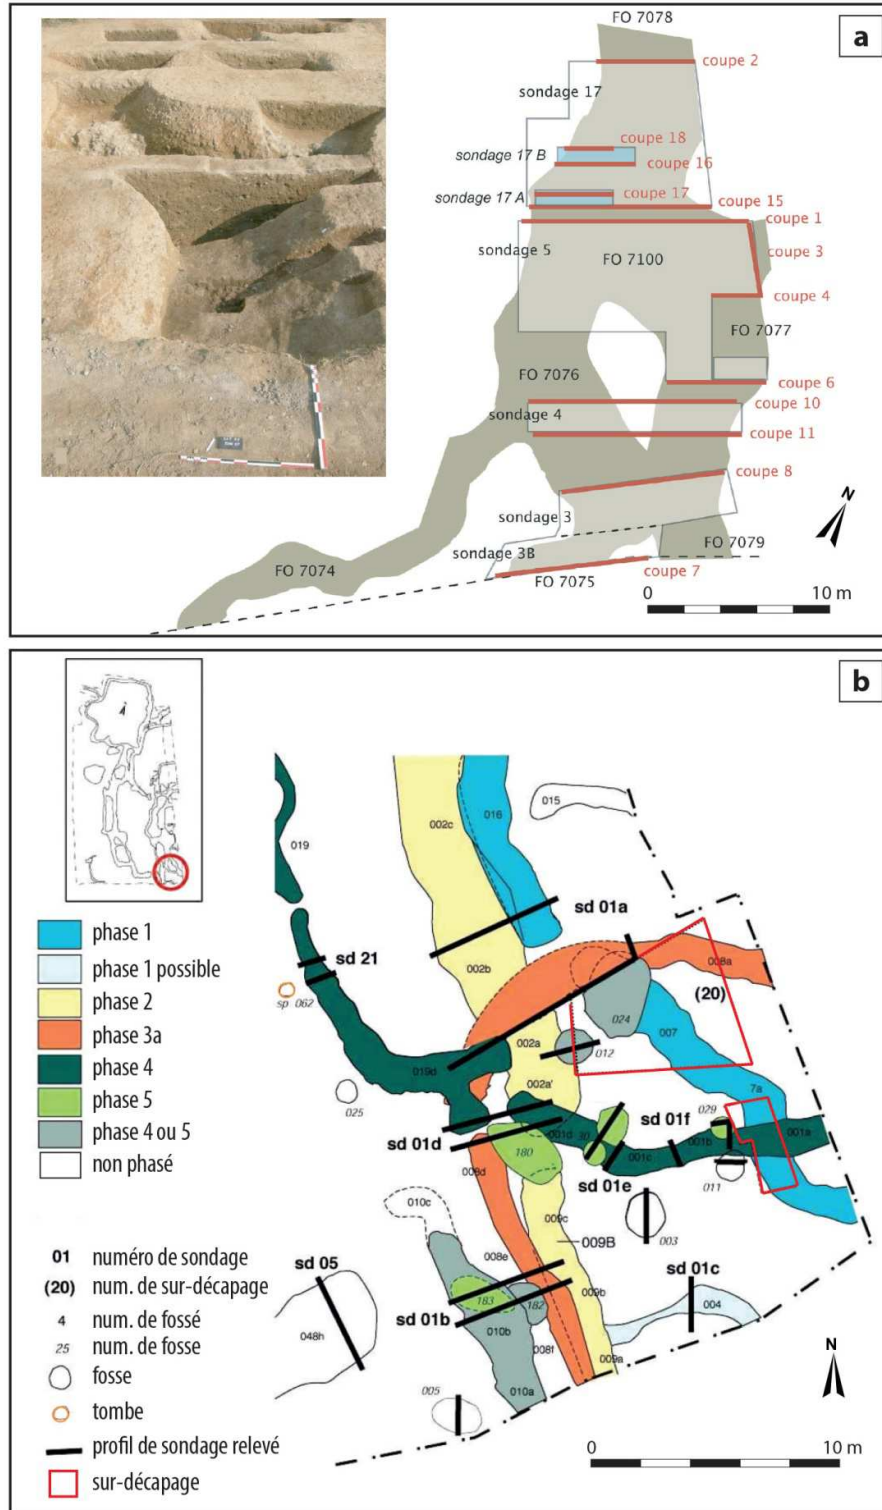 a
FO 7078
coupe 2
sondage 17
coupe 18
sondage 17 B
coupe 16
sondage 17 A
coupe 17
coupe 15
coupe 1
sondage 5
coupe 3
FO 7100
coupe 4
FO 7077
FO 7076
coupe 6
coupe 10
sondage 4
coupe 11
coupe 8
N
sondage 3
sondage 3B
FO 7079
FO 7074
FO 7075
coupe 7
0
10 m
b
015
002c
016
019
sd 01a
phase 1
phase 1 possible
phase 2
phase 3a
phase 4
phase 5
phase 4 ou 5
non phasé
sd 21
sp 062
002b
008a
(20)
024
007
002a
012
019d
025
002a'
7a
029
sd 01f
001d
30
001b
001a
sd 01d
180
001c
008d
sd 01e
011
010c
009c
003
009B
008e
sd 01c
sd 05
009b
004
183
182
048h
sd 01b
010b
008f
009a
005
010a
01 numéro de sondage
(20) num. de sur-décapage
4 num. de fossé
25 num. de fosse
fosse
tombe
profil de sondage relevé
sur-décapage
N
0
10 m